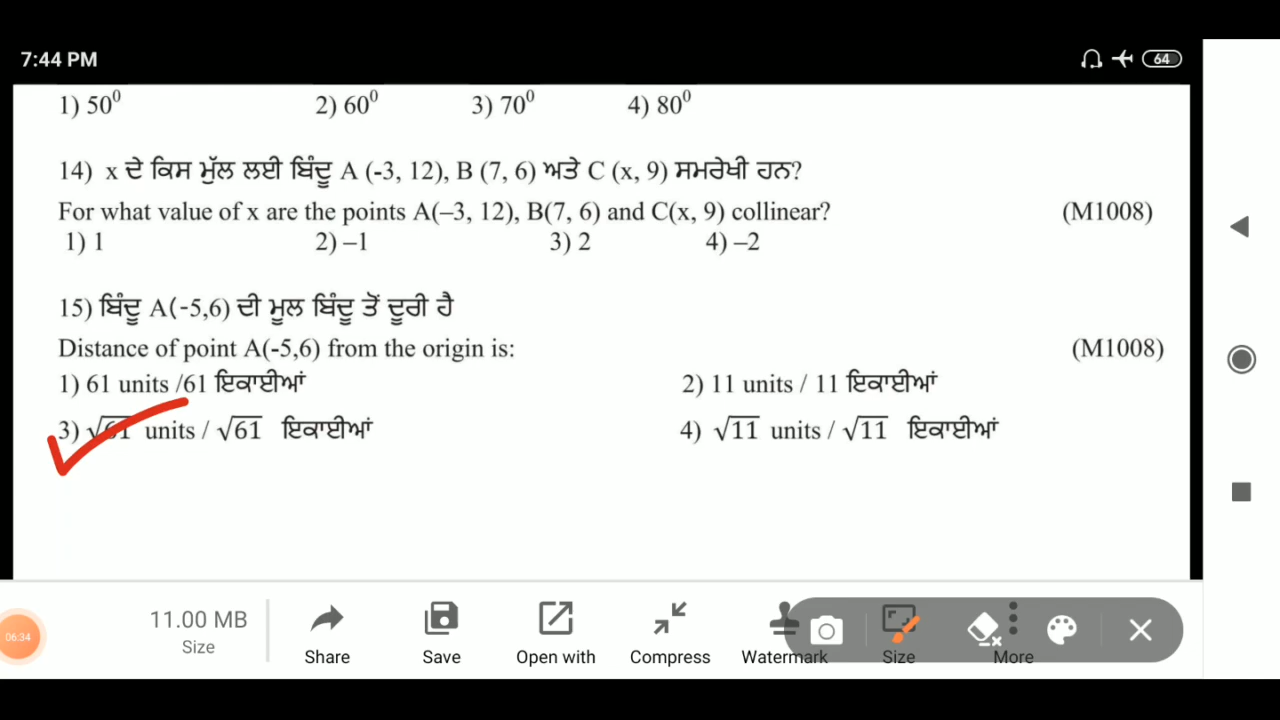 7:44 PM
64
1) 50⁰ 2) 60⁰ 3) 70⁰ 4) 80⁰
14) x ਦੇ ਕਿਸ ਮੁੱਲ ਲਈ ਬਿੰਦੂ A (-3, 12), B (7, 6) ਅਤੇ C (x, 9) ਸਮਰੇਖੀ ਹਨ?
For what value of x are the points A(–3, 12), B(7, 6) and C(x, 9) collinear? (M1008)
1) 1 2) –1 3) 2 4) –2
15) ਬਿੰਦੂ A(-5,6) ਦੀ ਮੂਲ ਬਿੰਦੂ ਤੋਂ ਦੂਰੀ ਹੈ
Distance of point A(-5,6) from the origin is: (M1008)
1) 61 units /61 ਇਕਾਈਆਂ 2) 11 units / 11 ਇਕਾਈਆਂ
3) √61 units / √61 ਇਕਾਈਆਂ 4) √11 units / √11 ਇਕਾਈਆਂ
06:34
11.00 MB
Size Share Save Open with Compress Watermark Size More